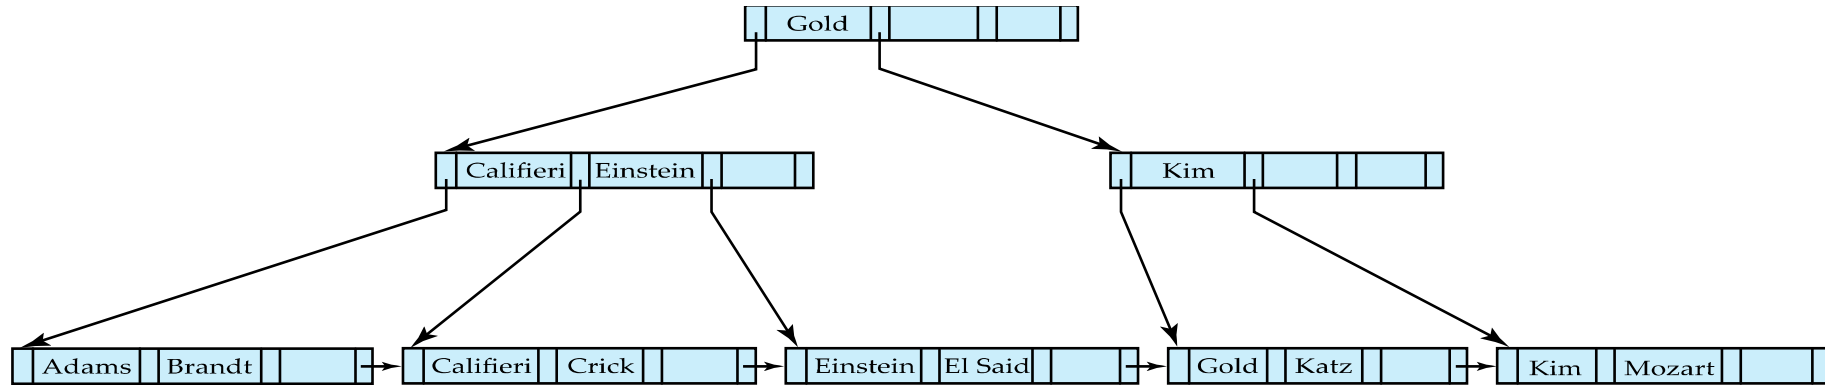 Gold
Califieri Einstein Kim
Adams Brandt Califieri Crick Einstein El Said Gold Katz Kim Mozart